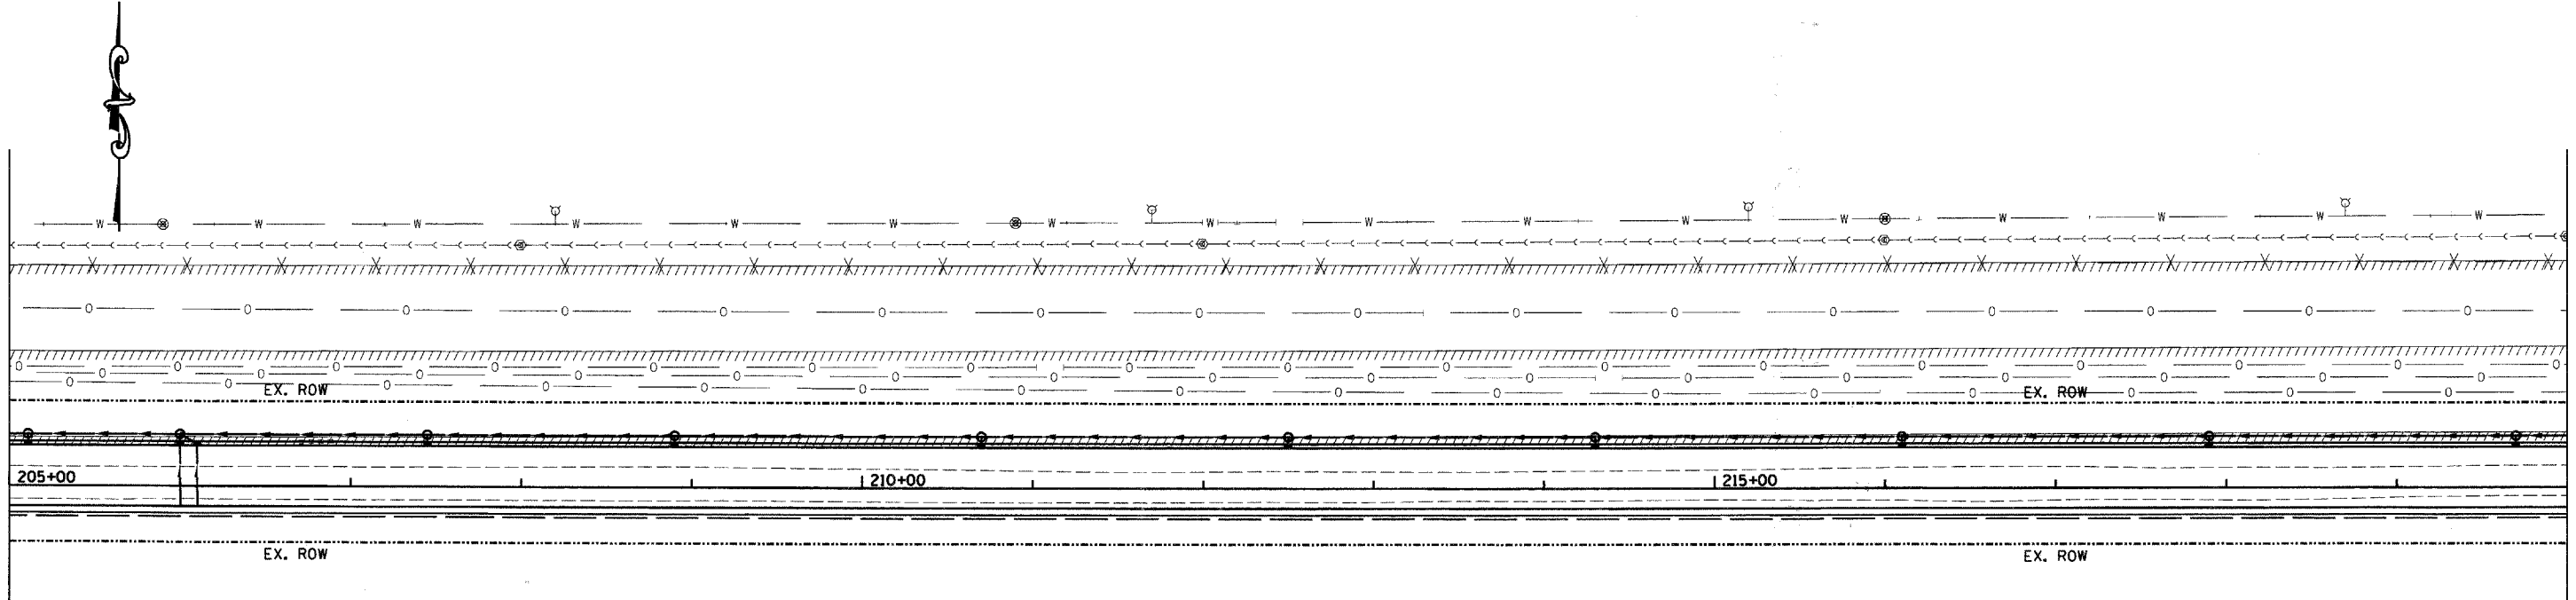 W W W W W W W W W W W W W W W W
O O O O O O O O O O O O O O O O
O O O O O O O O O O O O O O O O O
O O O O O O O O O O O O O O O O
O O O O O O O O O O O O O O O O
EX. ROW EX. ROW
205+00 210+00 215+00
EX. ROW EX. ROW